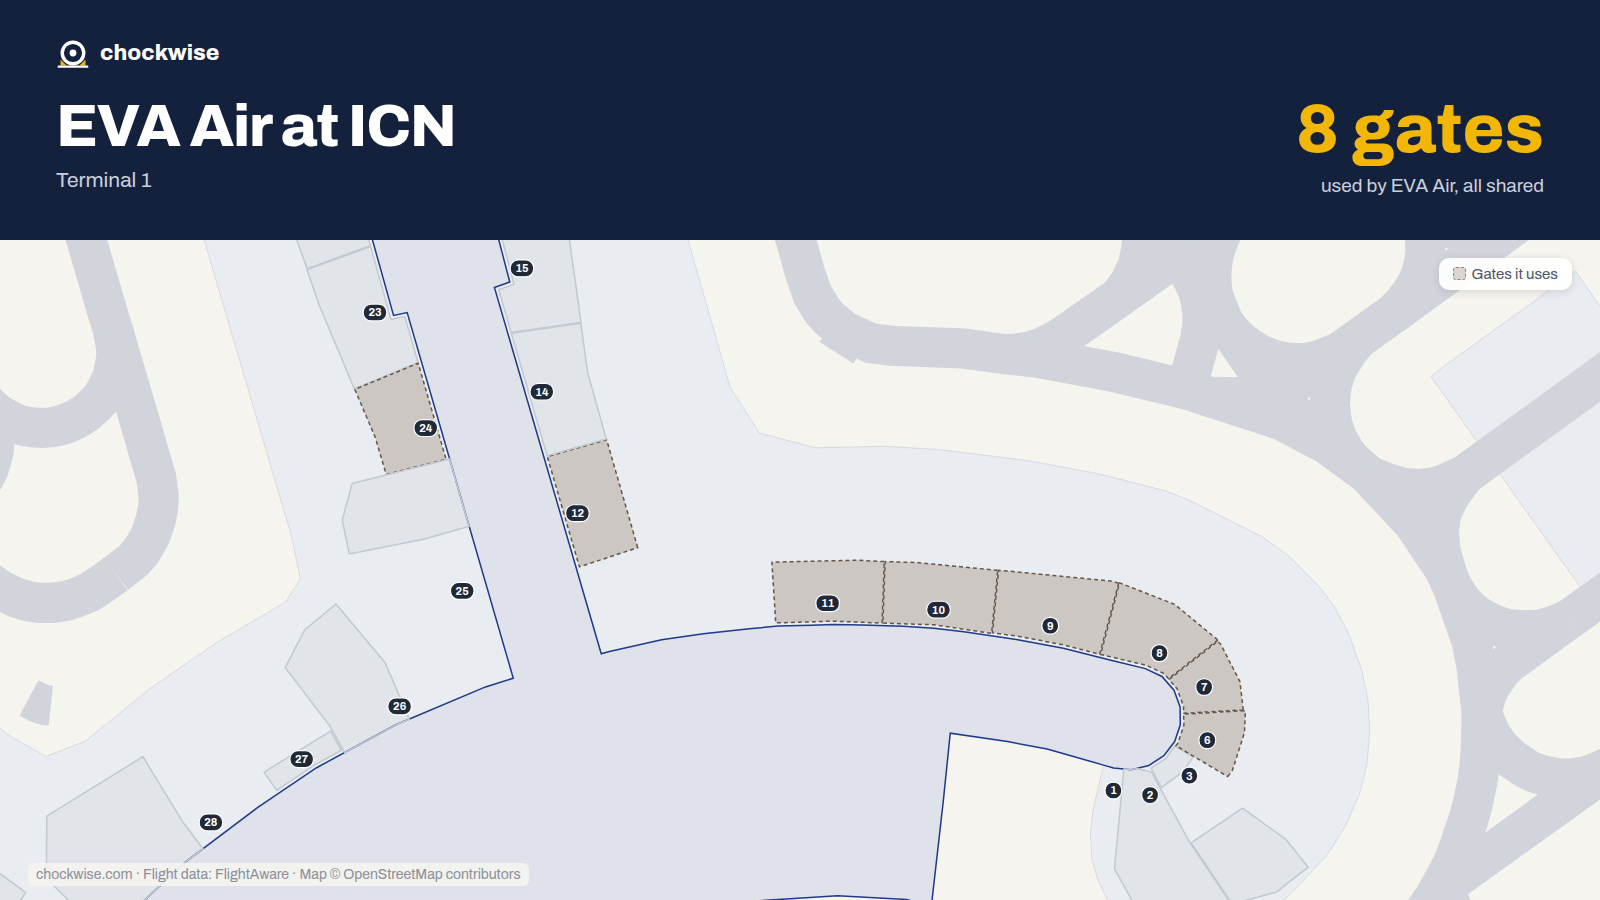 chockwise
EVA Air at ICN
Terminal 1
8 gates
used by EVA Air, all shared
Gates it uses
15
23
14
24
12
25
11
10
9
8
7
6
3
1
2
26
27
28
chockwise.com · Flight data: FlightAware · Map © OpenStreetMap contributors